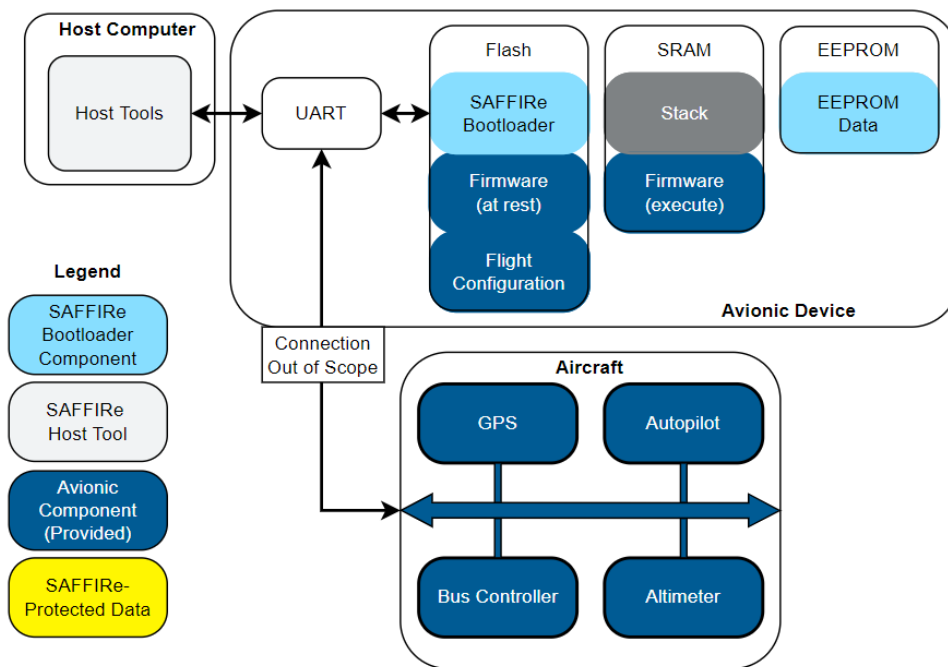 Host Computer
Host Tools
UART
Flash
SAFFIRe
Bootloader
Firmware
(at rest)
Flight
Configuration
SRAM
Stack
Firmware
(execute)
EEPROM
EEPROM
Data
Avionic Device
Connection
Out of Scope
Legend
SAFFIRe
Bootloader
Component
SAFFIRe
Host Tool
Avionic
Component
(Provided)
SAFFIRe-
Protected Data
Aircraft
GPS
Autopilot
Bus Controller
Altimeter